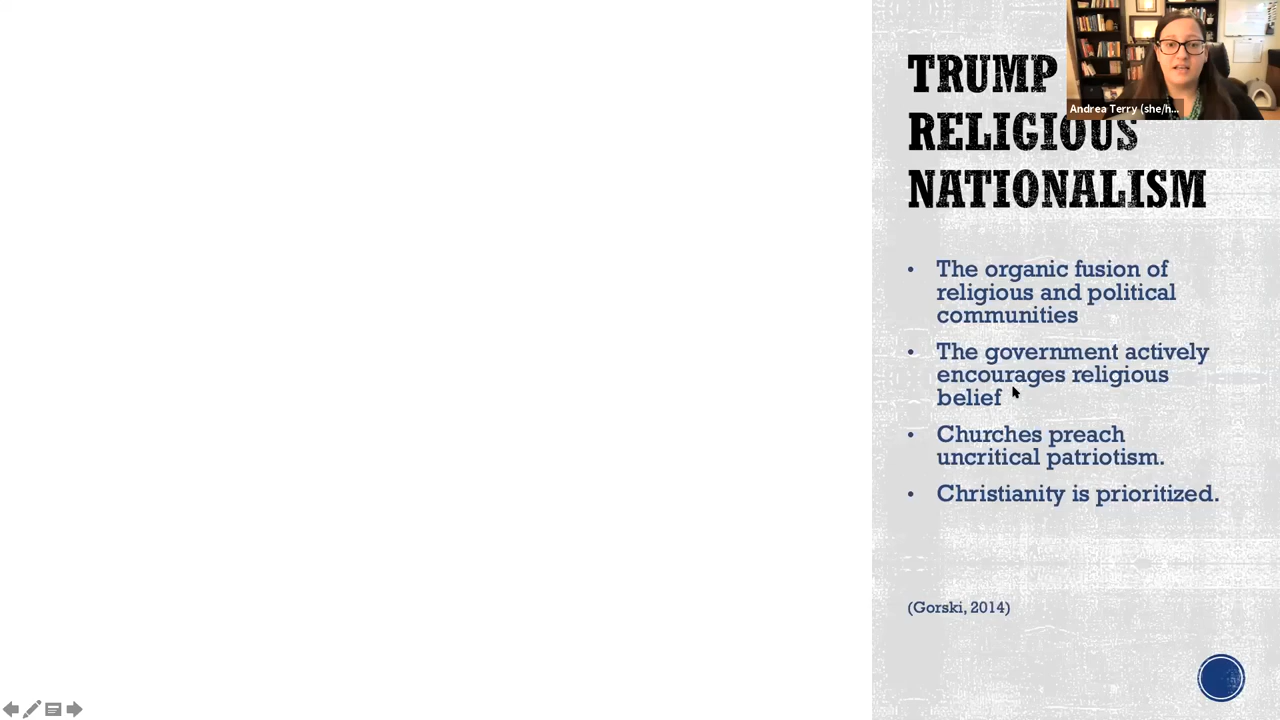 TRUMP
RELIGIOUS
NATIONALISM
Andrea Terry (she/h...
• The organic fusion of
religious and political
communities
• The government actively
encourages religious
belief
• Churches preach
uncritical patriotism.
• Christianity is prioritized.
(Gorski, 2014)